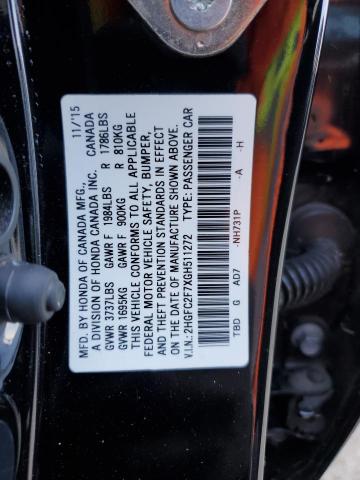 MFD. BY HONDA OF CANADA MFG., 11/15
A DIVISION OF HONDA CANADA INC. CANADA
GVWR 3737LBS GAWR F 1984LBS R 1786LBS
GVWR 1695KG GAWR F 900KG R 810KG
THIS VEHICLE CONFORMS TO ALL APPLICABLE
FEDERAL MOTOR VEHICLE SAFETY, BUMPER,
AND THEFT PREVENTION STANDARDS IN EFFECT
ON THE DATE OF MANUFACTURE SHOWN ABOVE.
V.I.N.: 2HGFC2F7XGH511272 TYPE: PASSENGER CAR
TBD G AD7 -NH731P -A -H